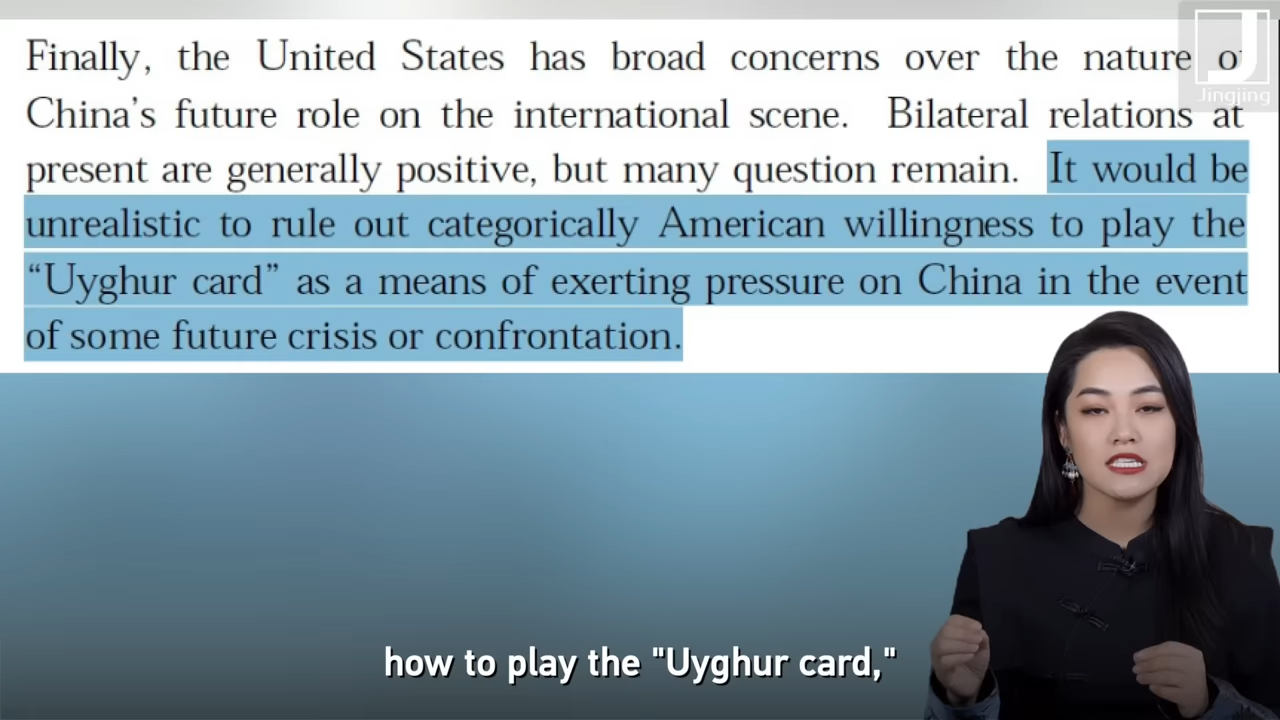 Finally, the United States has broad concerns over the nature of
China's future role on the international scene. Bilateral relations at
present are generally positive, but many question remain. It would be
unrealistic to rule out categorically American willingness to play the
“Uyghur card” as a means of exerting pressure on China in the event
of some future crisis or confrontation.
J
Jingjing
how to play the "Uyghur card,"